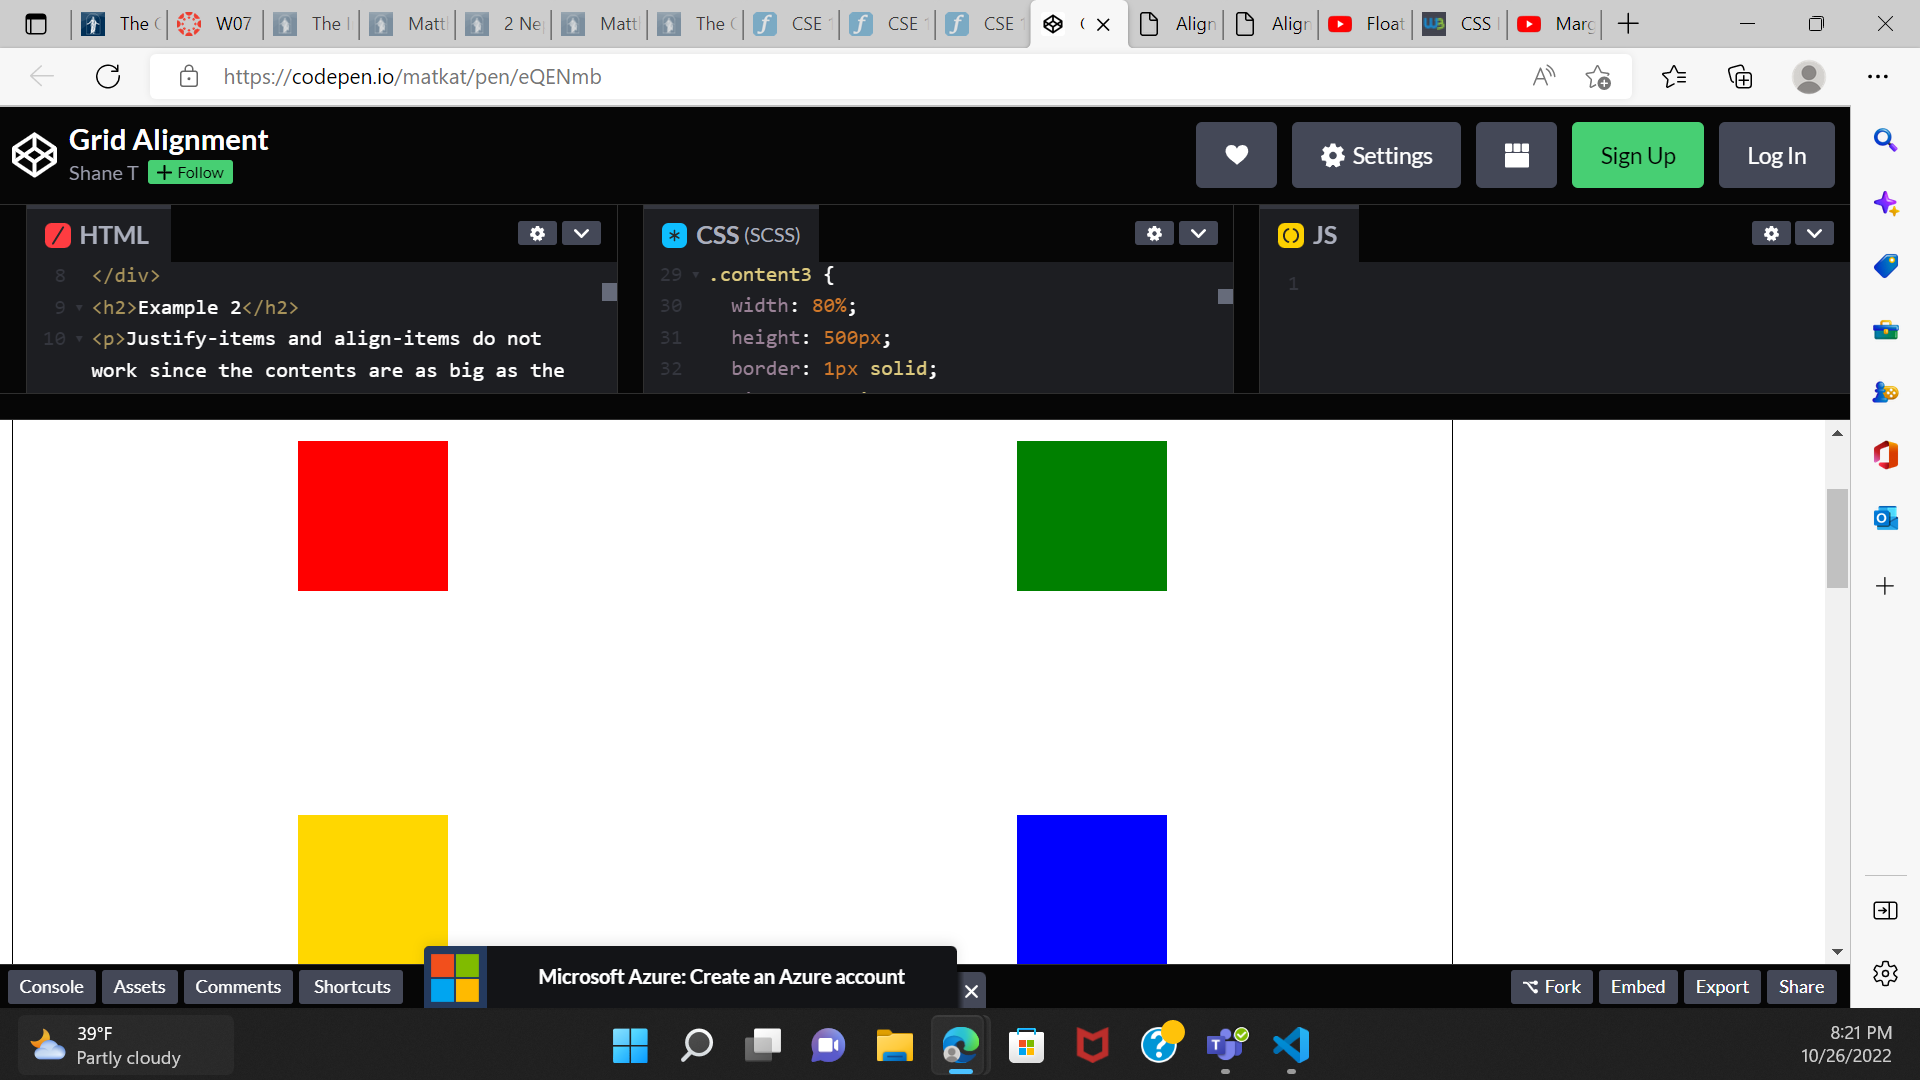 The
W07
The
Matt
2 Ne
Matt
The
CSE
CSE
CSE
Align
Align
Float
CSS
Marg
https://codepen.io/matkat/pen/eQENmb
Grid Alignment
Shane T
+ Follow
Settings
Sign Up
Log In
HTML
CSS (SCSS)
JS
8 </div>
9 <h2>Example 2</h2>
10 <p>Justify-items and align-items do not
work since the contents are as big as the
29 .content3 {
30 width: 80%;
31 height: 500px;
32 border: 1px solid;
1
Microsoft Azure: Create an Azure account
Console
Assets
Comments
Shortcuts
Fork
Embed
Export
Share
39°F
Partly cloudy
8:21 PM
10/26/2022